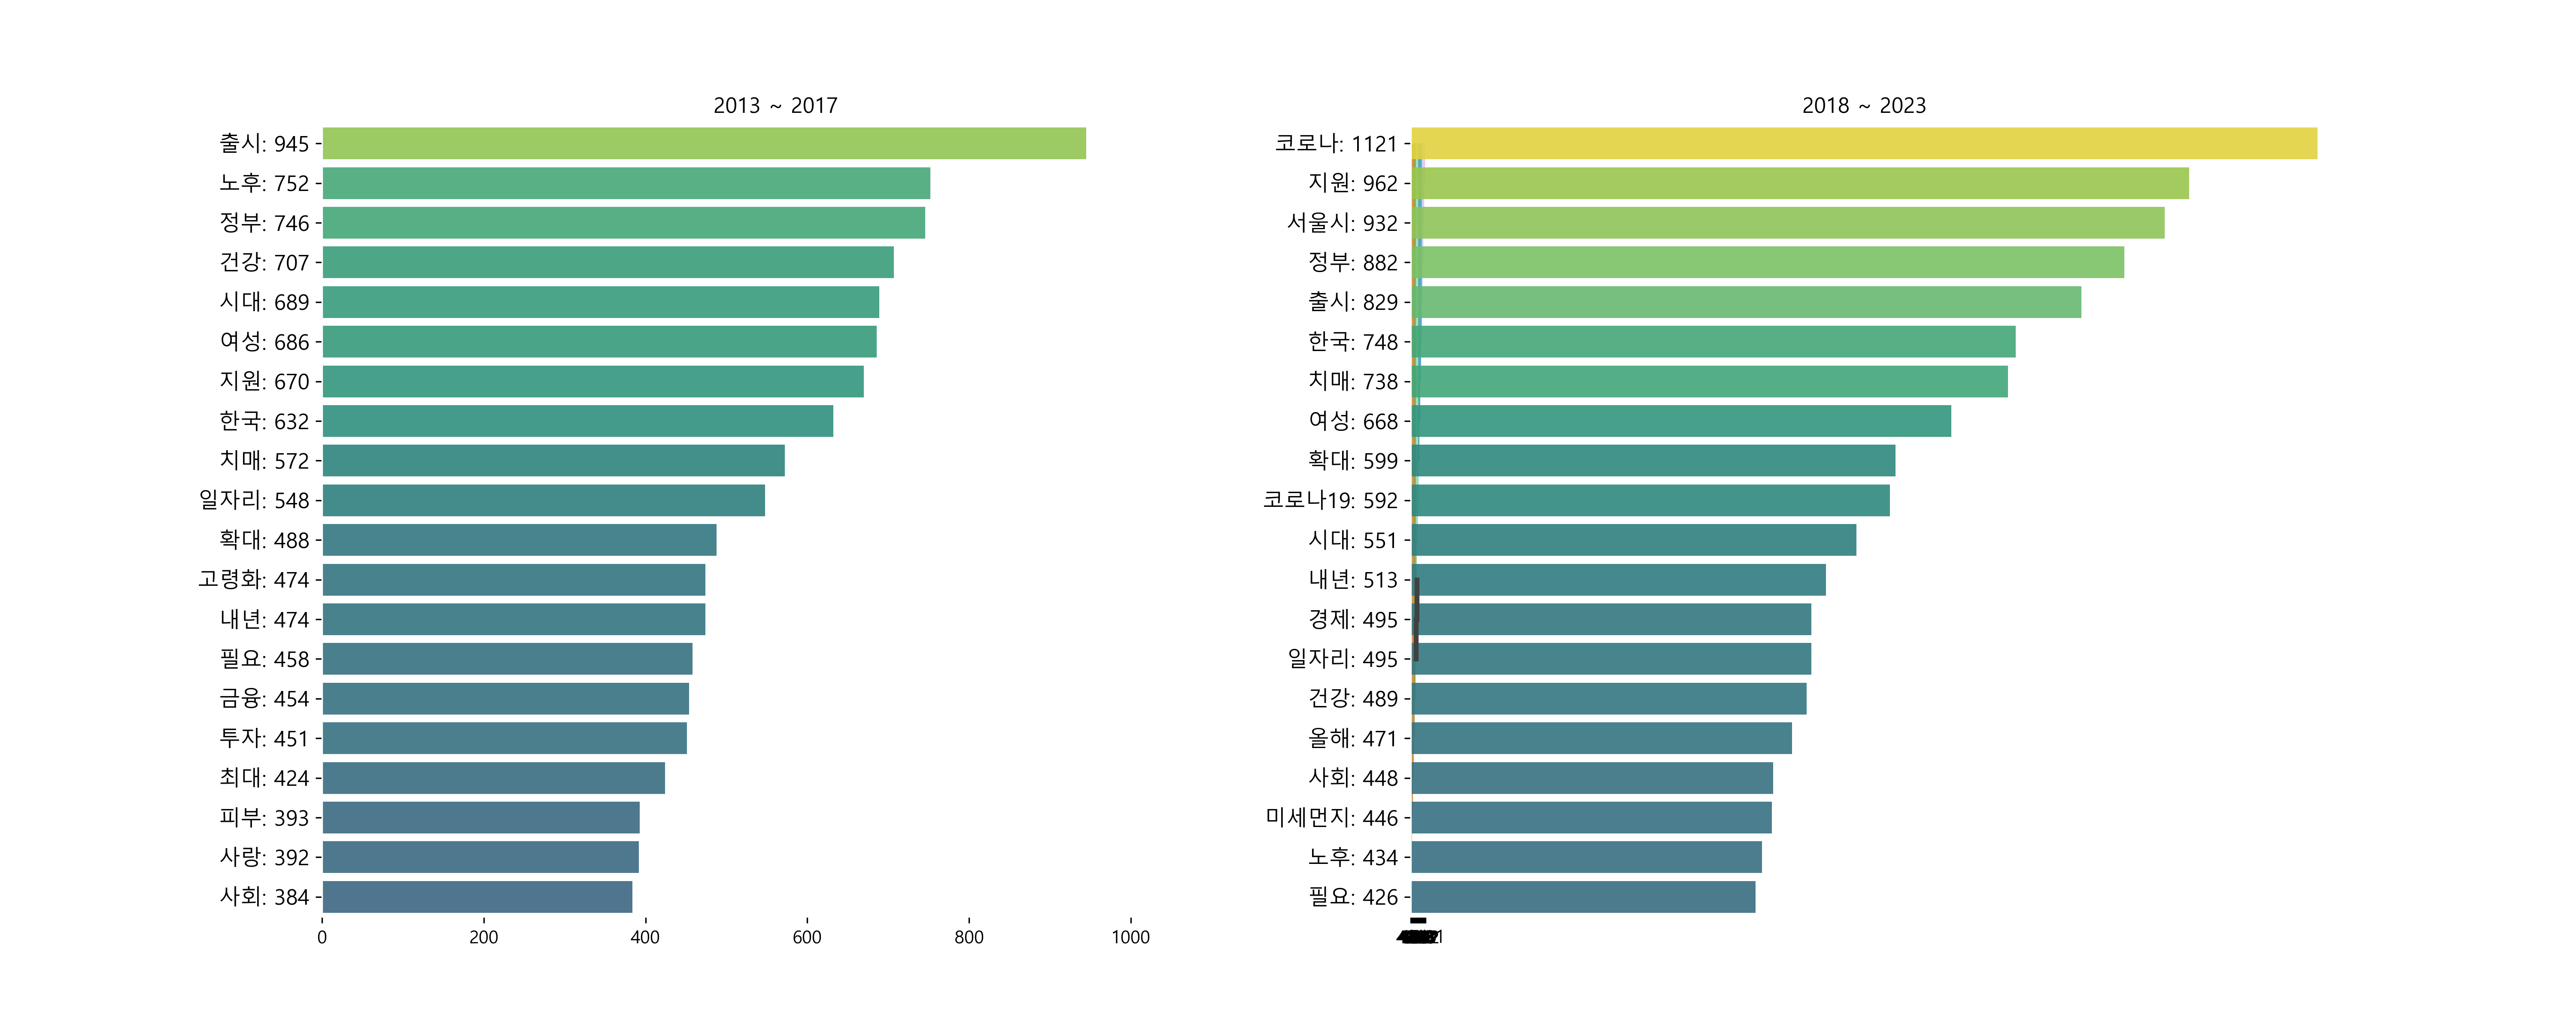 2013 ~ 2017
출시: 945
노후: 752
정부: 746
건강: 707
시대: 689
여성: 686
지원: 670
한국: 632
치매: 572
일자리: 548
확대: 488
고령화: 474
내년: 474
필요: 458
금융: 454
투자: 451
최대: 424
피부: 393
사랑: 392
사회: 384
0 200 400 600 800 1000
2018 ~ 2023
코로나: 1121
지원: 962
서울시: 932
정부: 882
출시: 829
한국: 748
치매: 738
여성: 668
확대: 599
코로나19: 592
시대: 551
내년: 513
경제: 495
일자리: 495
건강: 489
올해: 471
사회: 448
미세먼지: 446
노후: 434
필요: 426